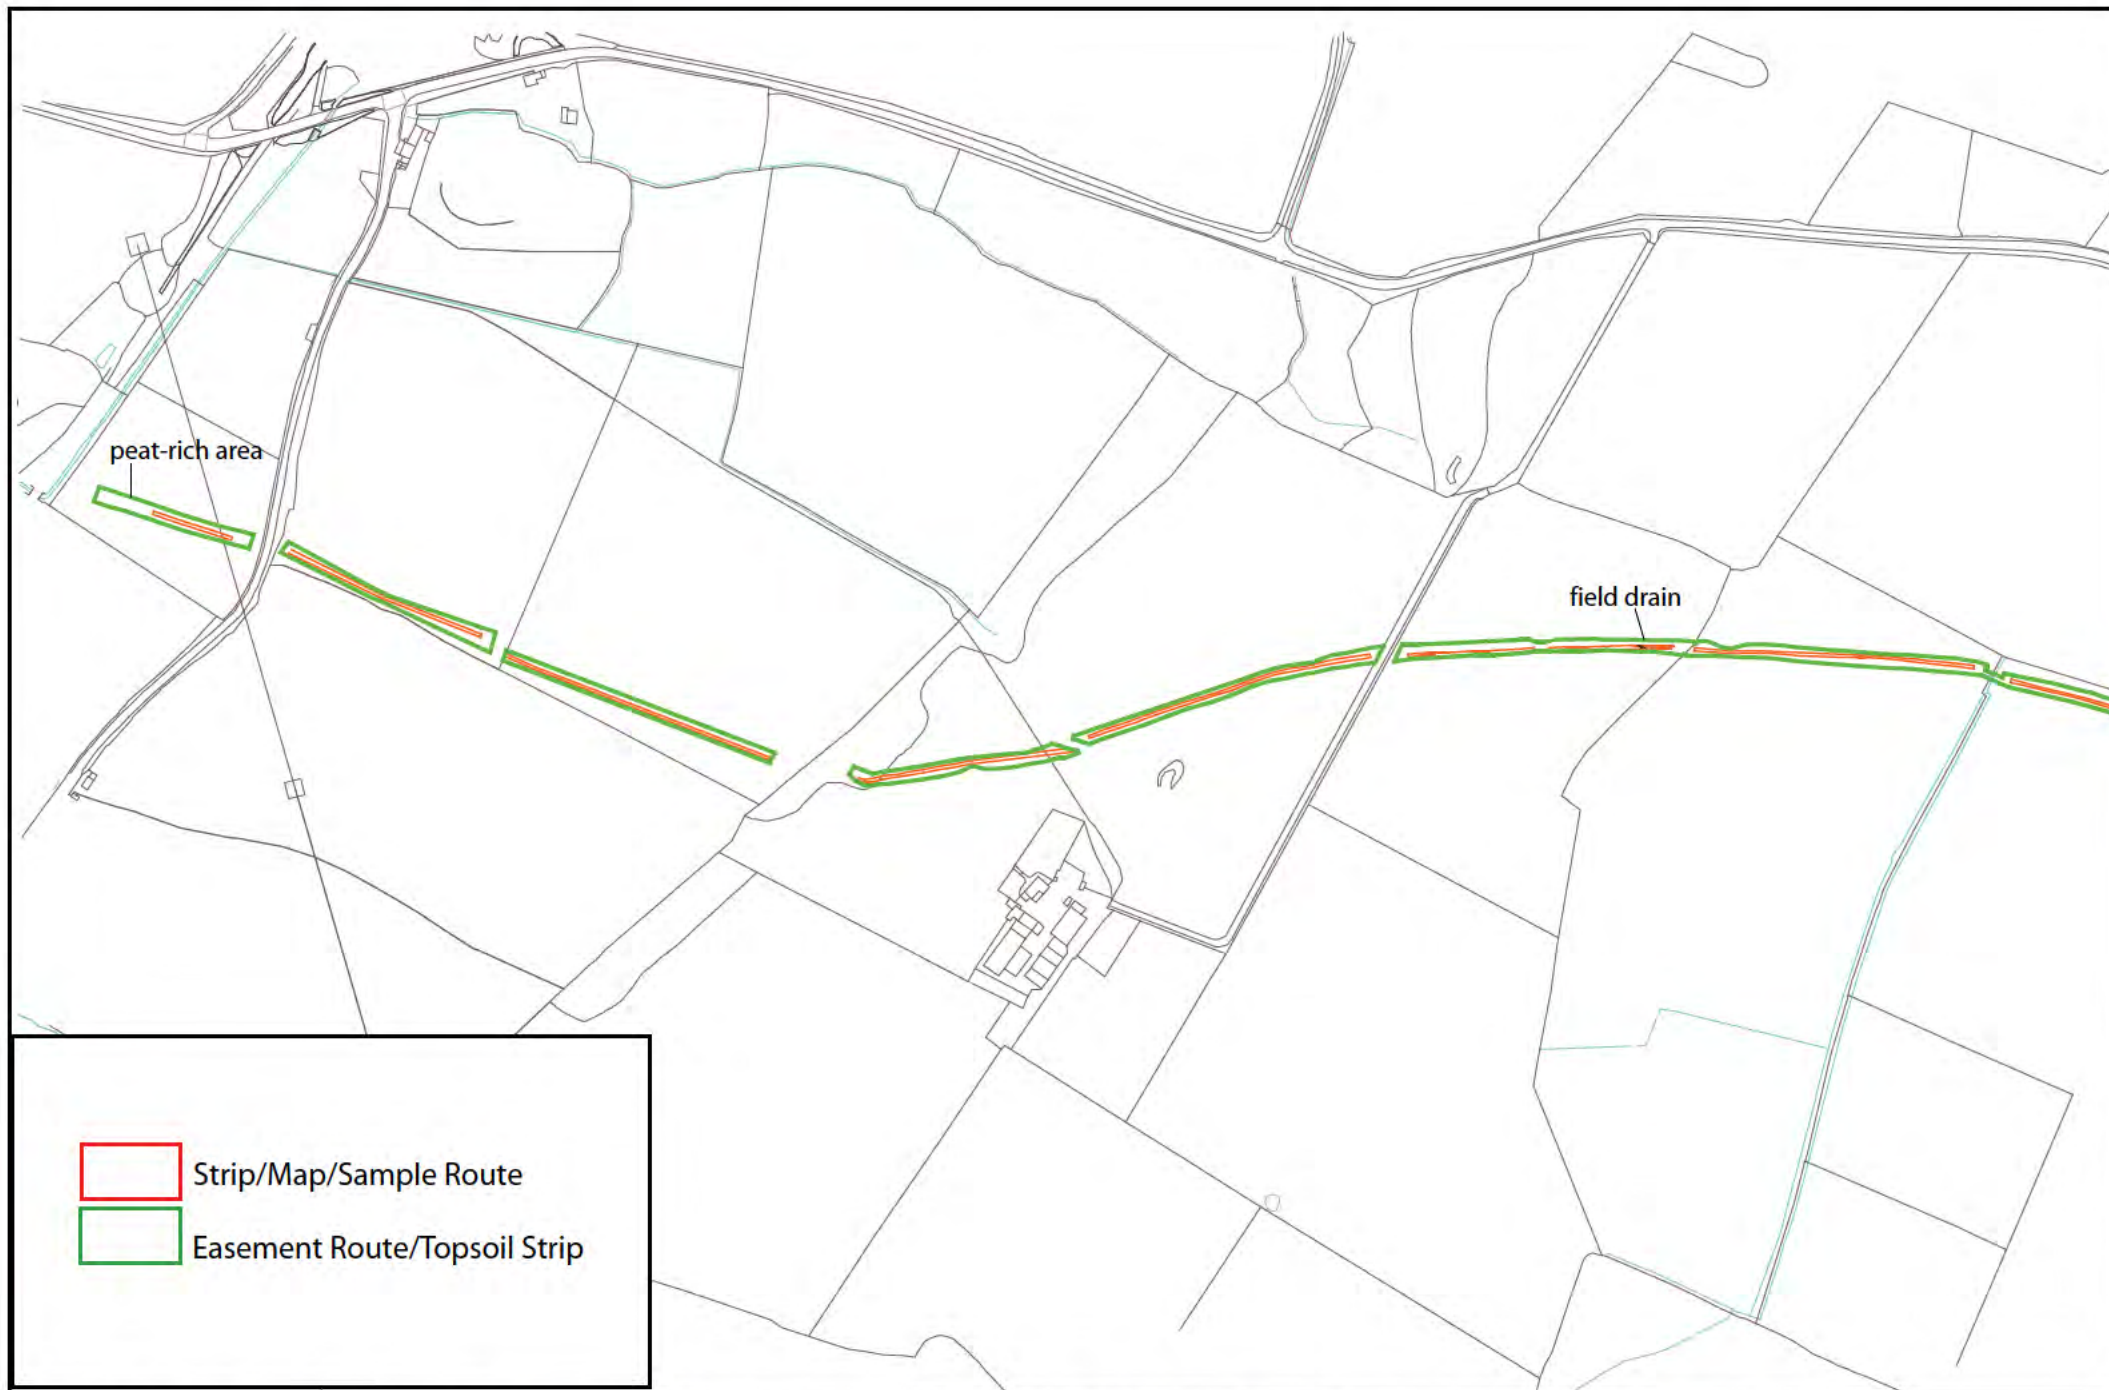 peat-rich area
field drain
Strip/Map/Sample Route
Easement Route/Topsoil Strip